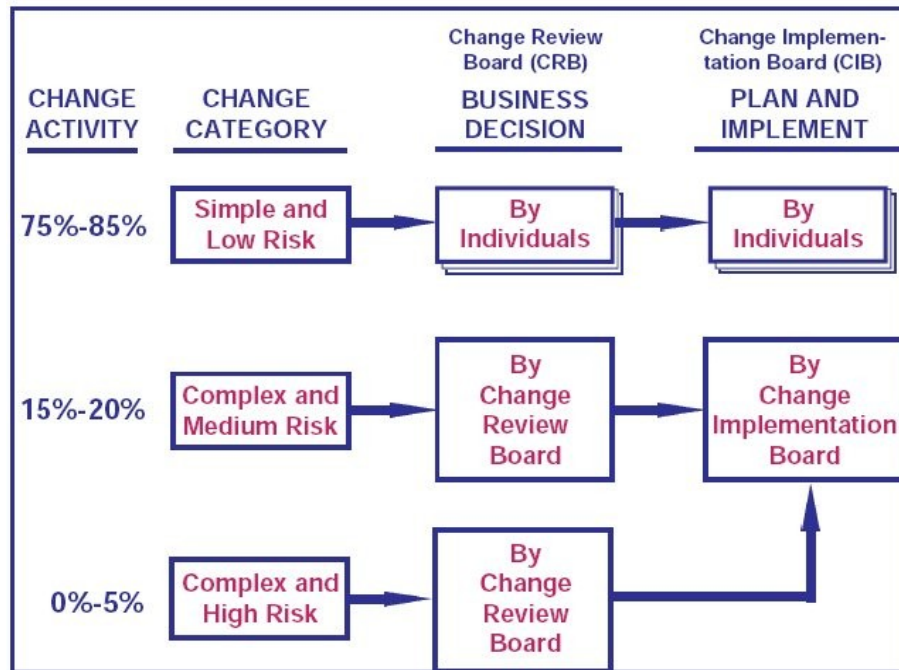 Change Review
Board (CRB)
Change Implemen-
tation Board (CIB)
CHANGE
ACTIVITY
CHANGE
CATEGORY
BUSINESS
DECISION
PLAN AND
IMPLEMENT
75%-85%
Simple and
Low Risk
By
Individuals
By
Individuals
15%-20%
Complex and
Medium Risk
By
Change
Review
Board
By
Change
Implementation
Board
0%-5%
Complex and
High Risk
By
Change
Review
Board